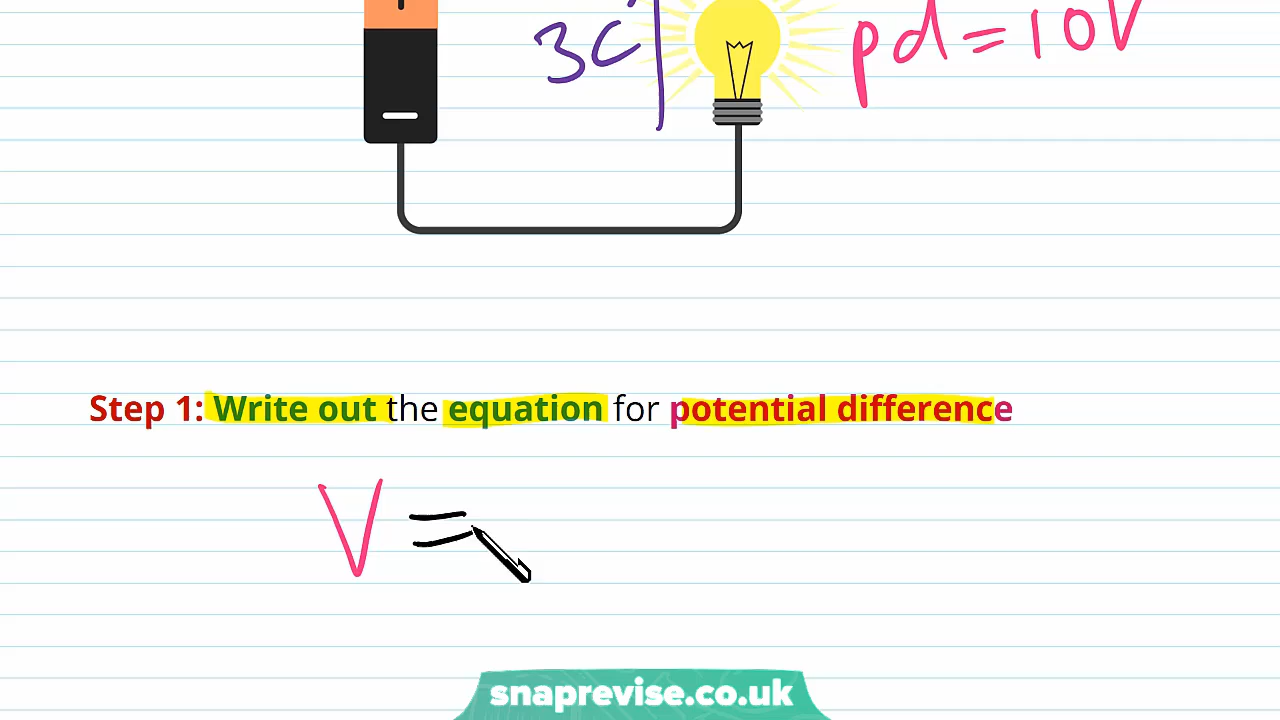 3C pd = 10V
Step 1: Write out the equation for potential difference
V =
snaprevise.co.uk